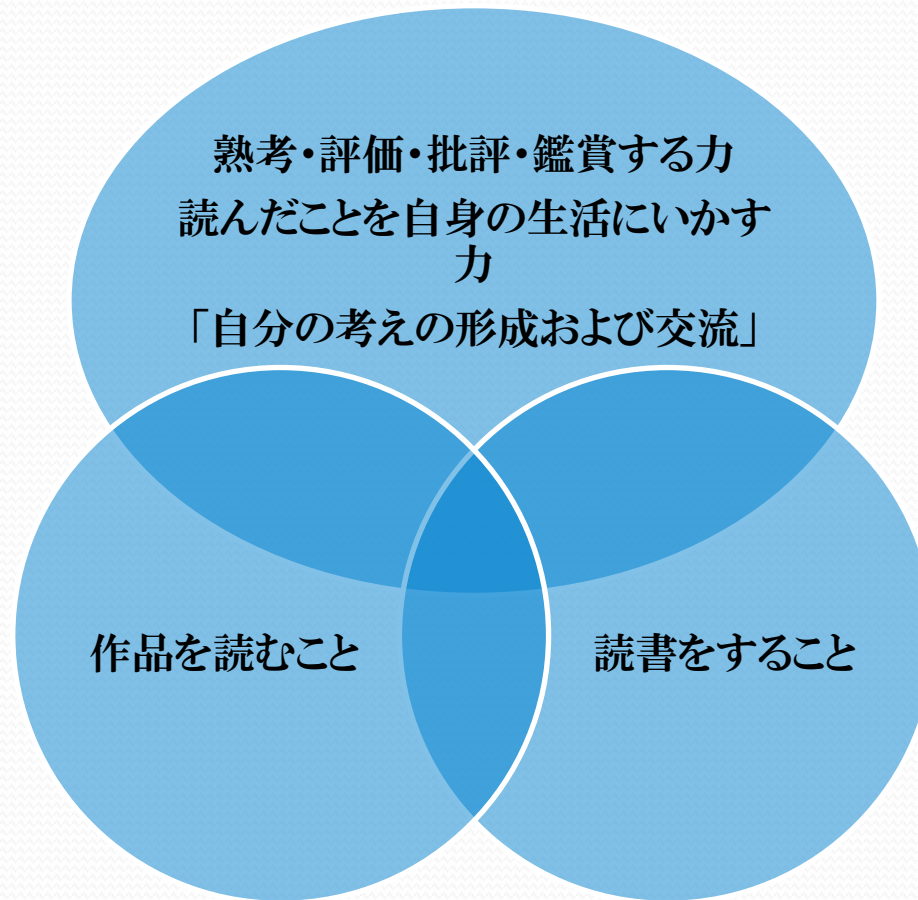 熟考・評価・批評・鑑賞する力
読んだことを自身の生活にいかす
力
「自分の考えの形成および交流」
作品を読むこと
読書をすること